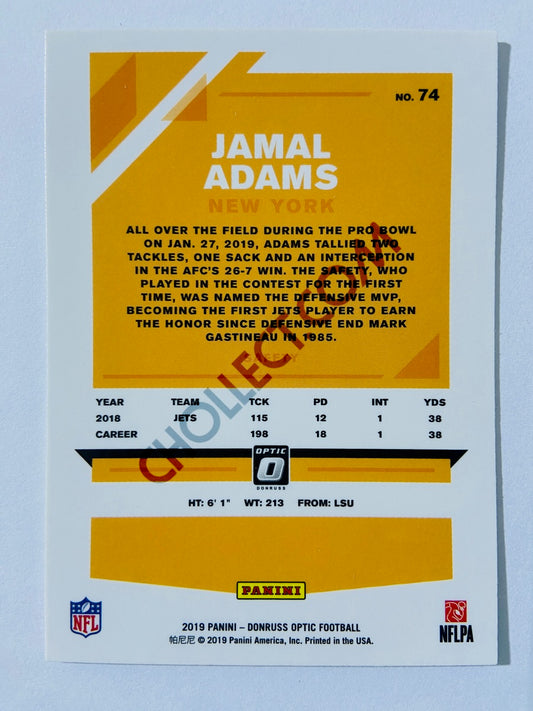 NO. 74
JAMAL
ADAMS
NEW YORK
ALL OVER THE FIELD DURING THE PRO BOWL
ON JAN. 27, 2019, ADAMS TALLIED TWO
TACKLES, ONE SACK AND AN INTERCEPTION
IN THE AFC'S 26-7 WIN. THE SAFETY, WHO
PLAYED IN THE CONTEST FOR THE FIRST
TIME, WAS NAMED THE DEFENSIVE MVP,
BECOMING THE FIRST JETS PLAYER TO EARN
THE HONOR SINCE DEFENSIVE END MARK
GASTINEAU IN 1985.
SAFETY
CHOLLECT.COM
YEAR TEAM TCK PD INT YDS
2018 JETS 115 12 1 38
CAREER 198 18 1 38
OPTIC
DONRUSS
HT: 6' 1" WT: 213 FROM: LSU
PANINI
NFL
NFLPA
2019 PANINI – DONRUSS OPTIC FOOTBALL
帕尼尼 © 2019 Panini America, Inc. Printed in the USA.